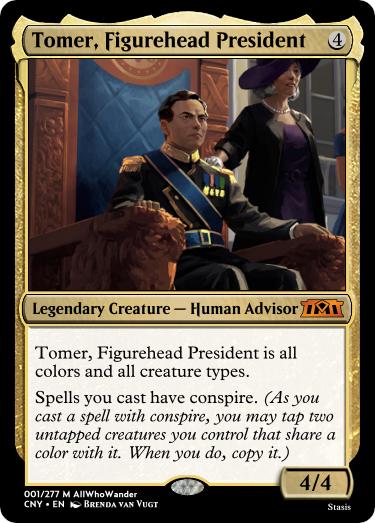 Tomer, Figurehead President 4
Legendary Creature — Human Advisor
Tomer, Figurehead President is all
colors and all creature types.
Spells you cast have conspire. (As you
cast a spell with conspire, you may tap two
untapped creatures you control that share a
color with it. When you do, copy it.)
4/4
001/277 M AllWhoWander
CNY • EN Brenda van Vugt
Stasis